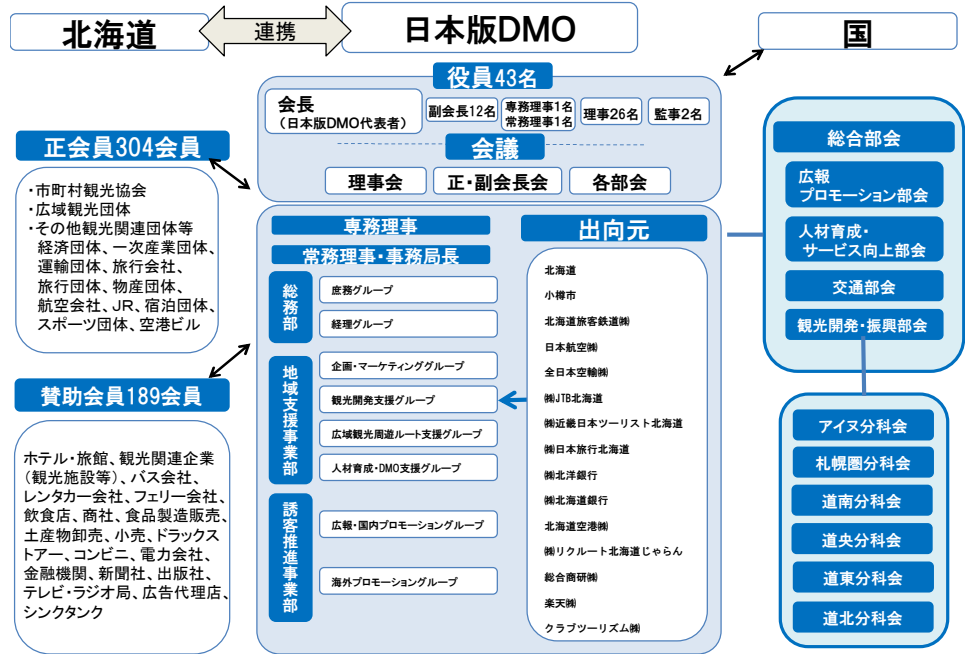 北海道
連携
日本版DMO
国
役員43名
会長
（日本版DMO代表者）
副会長12名
専務理事1名
常務理事1名
理事26名
監事2名
会議
理事会
正・副会長会
各部会
正会員304会員
・市町村観光協会
・広域観光団体
・その他観光関連団体等
経済団体、一次産業団体、
運輸団体、旅行会社、
旅行団体、物産団体、
航空会社、JR、宿泊団体、
スポーツ団体、空港ビル
賛助会員189会員
ホテル・旅館、観光関連企業
（観光施設等）、バス会社、
レンタカー会社、フェリー会社、
飲食店、商社、食品製造販売、
土産物卸売、小売、ドラックス
トアー、コンビニ、電力会社、
金融機関、新聞社、出版社、
テレビ・ラジオ局、広告代理店、
シンクタンク
専務理事
常務理事・事務局長
総務部
庶務グループ
経理グループ
地域支援事業部
企画・マーケティンググループ
観光開発支援グループ
広域観光周遊ルート支援グループ
人材育成・DMO支援グループ
誘客推進事業部
広報・国内プロモーショングループ
海外プロモーショングループ
出向元
北海道
小樽市
北海道旅客鉄道㈱
日本航空㈱
全日本空輸㈱
㈱JTB北海道
㈱近畿日本ツーリスト北海道
㈱日本旅行北海道
㈱北洋銀行
㈱北海道銀行
北海道空港㈱
㈱リクルート北海道じゃらん
総合商研㈱
楽天㈱
クラブツーリズム㈱
総合部会
広報
プロモーション部会
人材育成・
サービス向上部会
交通部会
観光開発・振興部会
アイヌ分科会
札幌圏分科会
道南分科会
道央分科会
道東分科会
道北分科会